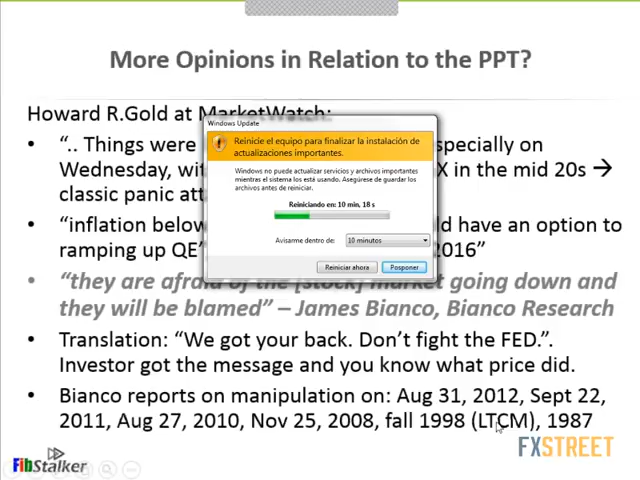 More Opinions in Relation to the PPT?
Howard R.Gold at MarketWatch:
• “.. Things were
especially on
Wednesday, wit
X in the mid 20s →
classic panic att
• “inflation below
ld have an option to
ramping up QE”
2016”
• “they are afraid of the [stock] market going down and
they will be blamed” – James Bianco, Bianco Research
• Translation: “We got your back. Don’t fight the FED.”.
Investor got the message and you know what price did.
• Bianco reports on manipulation on: Aug 31, 2012, Sept 22,
2011, Aug 27, 2010, Nov 25, 2008, fall 1998 (LTCM), 1987
Windows Update
Reinicie el equipo para finalizar la instalación de
actualizaciones importantes.
Windows no puede actualizar servicios y archivos importantes
mientras el sistema los está usando. Asegúrese de guardar los
archivos antes de reiniciar.
Reiniciando en: 10 min, 18 s
Avisarme dentro de: 10 minutos
Reiniciar ahora Posponer
FXSTREET
FibStalker